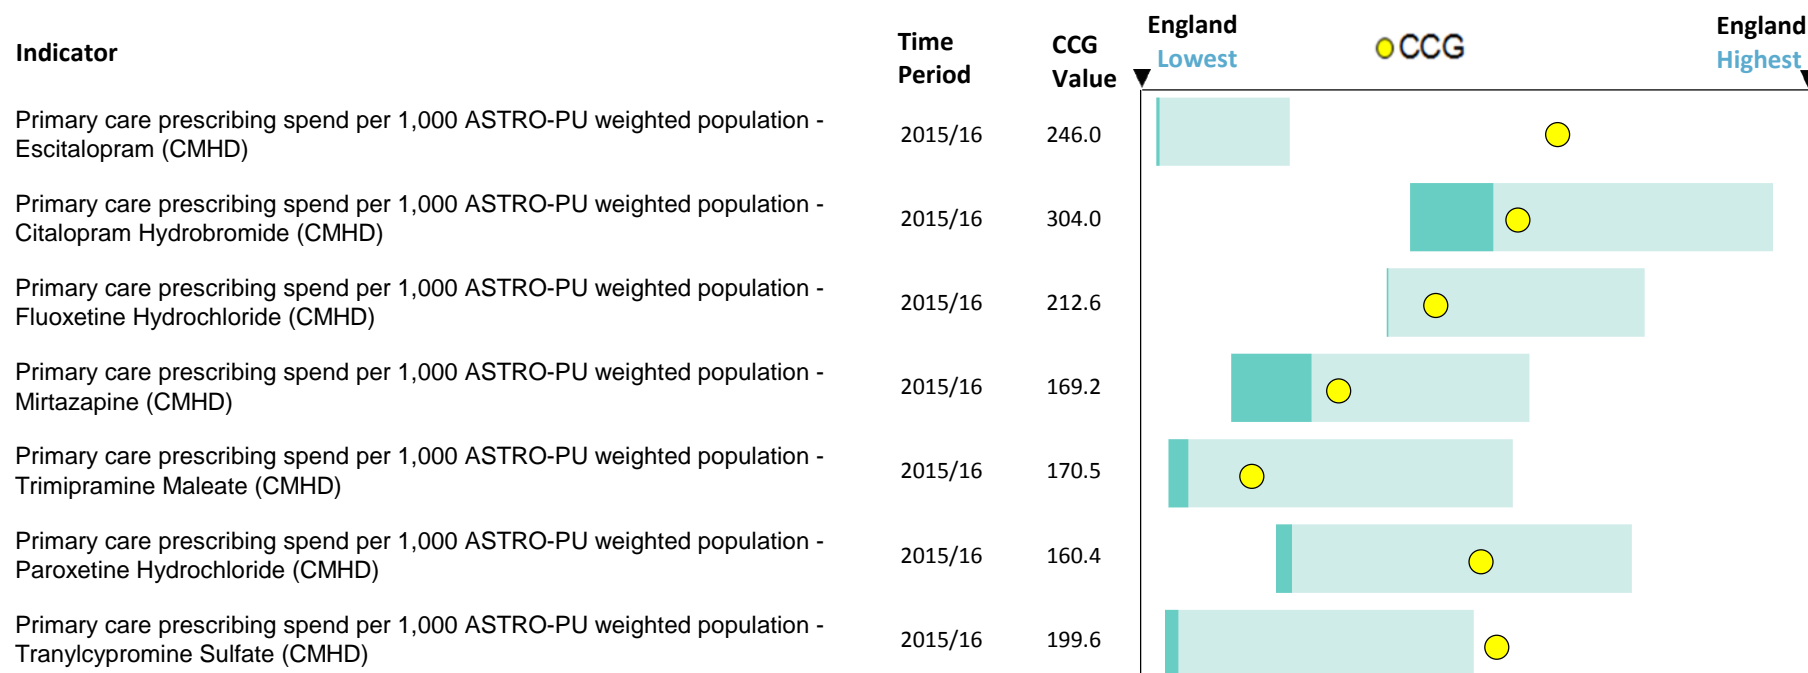 Indicator
Time Period
CCG Value
England Lowest
CCG
England Highest
Primary care prescribing spend per 1,000 ASTRO-PU weighted population -
Escitalopram (CMHD)
2015/16
246.0
Primary care prescribing spend per 1,000 ASTRO-PU weighted population -
Citalopram Hydrobromide (CMHD)
2015/16
304.0
Primary care prescribing spend per 1,000 ASTRO-PU weighted population -
Fluoxetine Hydrochloride (CMHD)
2015/16
212.6
Primary care prescribing spend per 1,000 ASTRO-PU weighted population -
Mirtazapine (CMHD)
2015/16
169.2
Primary care prescribing spend per 1,000 ASTRO-PU weighted population -
Trimipramine Maleate (CMHD)
2015/16
170.5
Primary care prescribing spend per 1,000 ASTRO-PU weighted population -
Paroxetine Hydrochloride (CMHD)
2015/16
160.4
Primary care prescribing spend per 1,000 ASTRO-PU weighted population -
Tranylcypromine Sulfate (CMHD)
2015/16
199.6